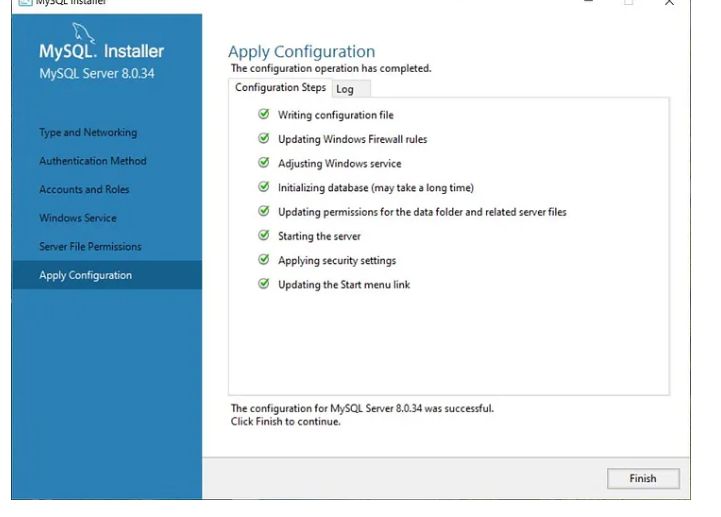 MySQL Installer
MySQL. Installer
MySQL Server 8.0.34
Type and Networking
Authentication Method
Accounts and Roles
Windows Service
Server File Permissions
Apply Configuration
Apply Configuration
The configuration operation has completed.
Configuration Steps Log
Writing configuration file
Updating Windows Firewall rules
Adjusting Windows service
Initializing database (may take a long time)
Updating permissions for the data folder and related server files
Starting the server
Applying security settings
Updating the Start menu link
The configuration for MySQL Server 8.0.34 was successful.
Click Finish to continue.
Finish